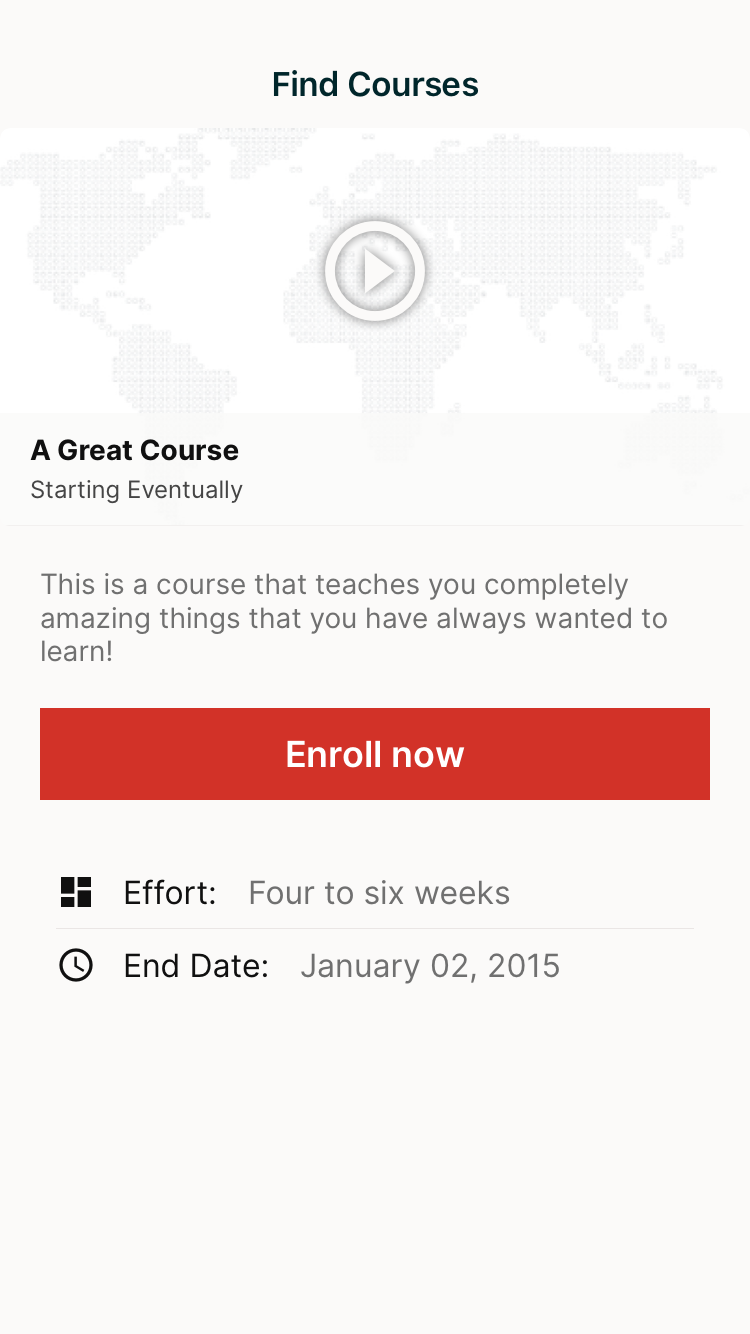 Find Courses
A Great Course
Starting Eventually
This is a course that teaches you completely
amazing things that you have always wanted to
learn!
Enroll now
Effort: Four to six weeks
End Date: January 02, 2015